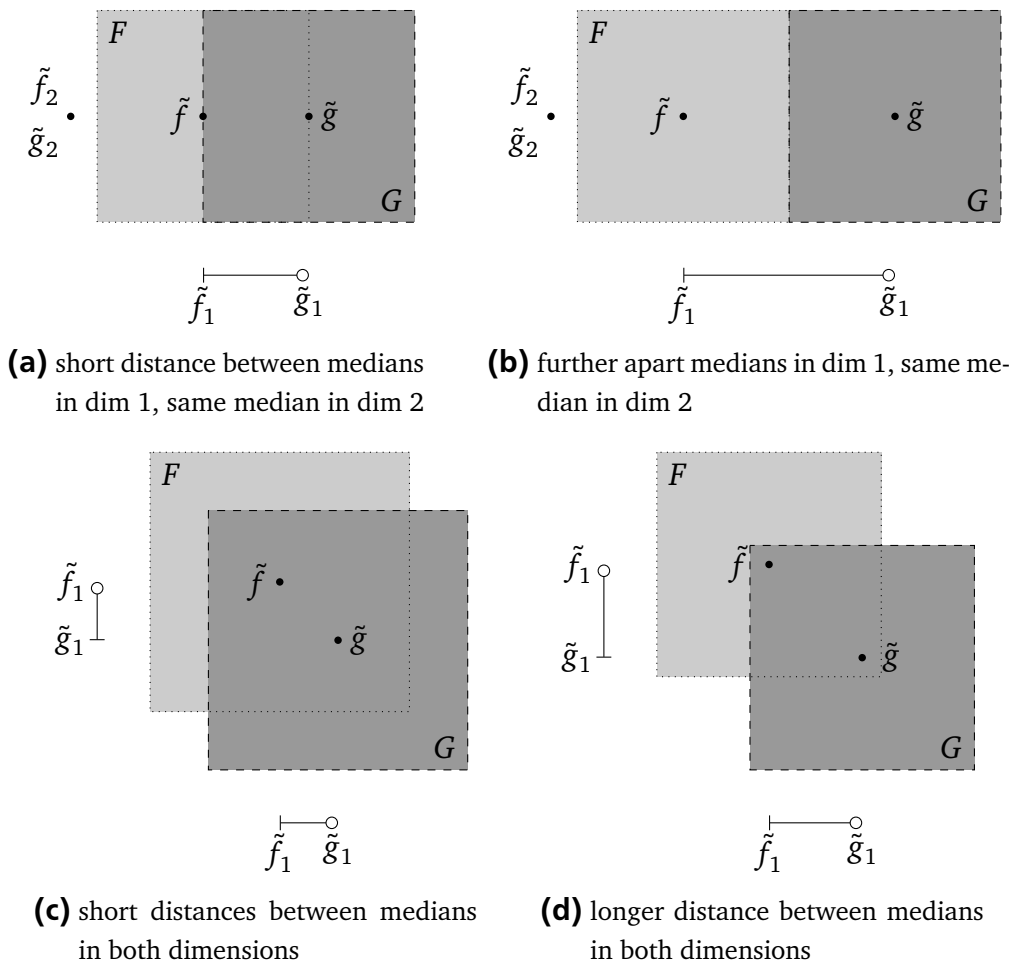 F
f̃₂
f̃
g̃
g̃₂
G
f̃₁
g̃₁
(a) short distance between medians
in dim 1, same median in dim 2
F
f̃₂
f̃
g̃
g̃₂
G
f̃₁
g̃₁
(b) further apart medians in dim 1, same me-
dian in dim 2
F
f̃₁
f̃
g̃₁
g̃
G
f̃₁
g̃₁
(c) short distances between medians
in both dimensions
F
f̃
f̃₁
g̃₁
g̃
G
f̃₁
g̃₁
(d) longer distance between medians
in both dimensions